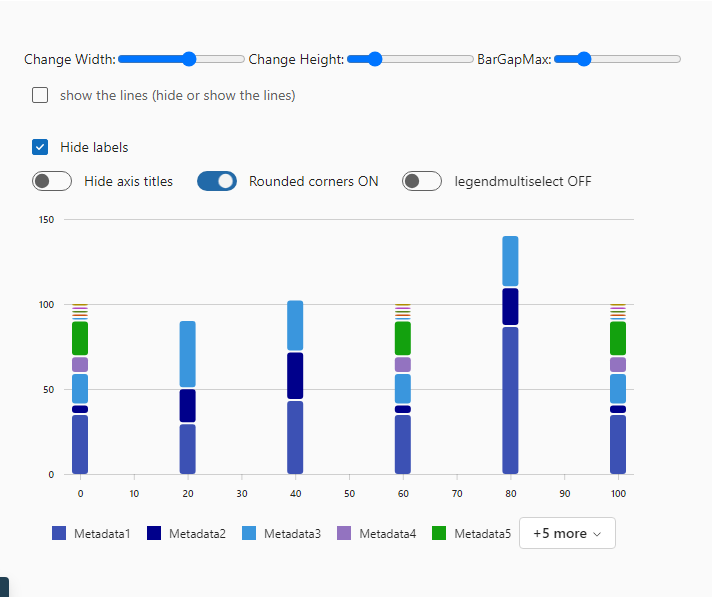 Change Width: Change Height: BarGapMax:
show the lines (hide or show the lines)
Hide labels
Hide axis titles Rounded corners ON legendmultiselect OFF
150
100
50
0
0 10 20 30 40 50 60 70 80 90 100
Metadata1 Metadata2 Metadata3 Metadata4 Metadata5 +5 more